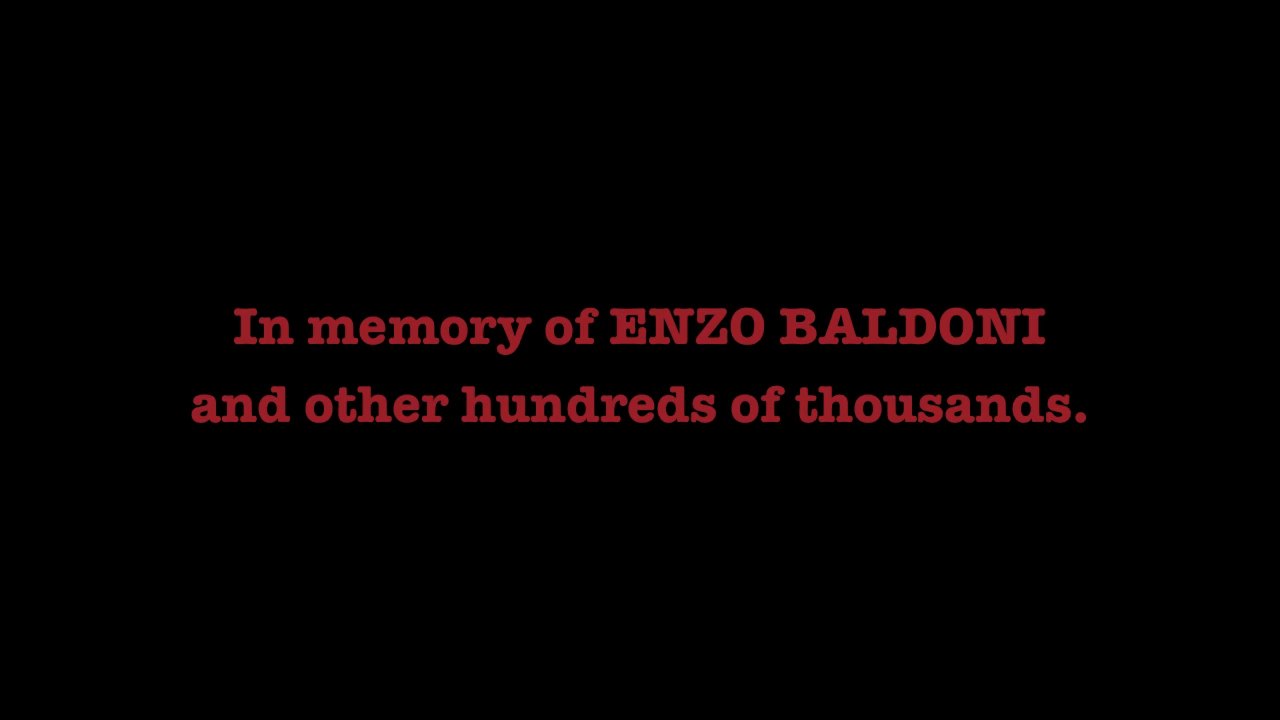 In memory of ENZO BALDONI
and other hundreds of thousands.